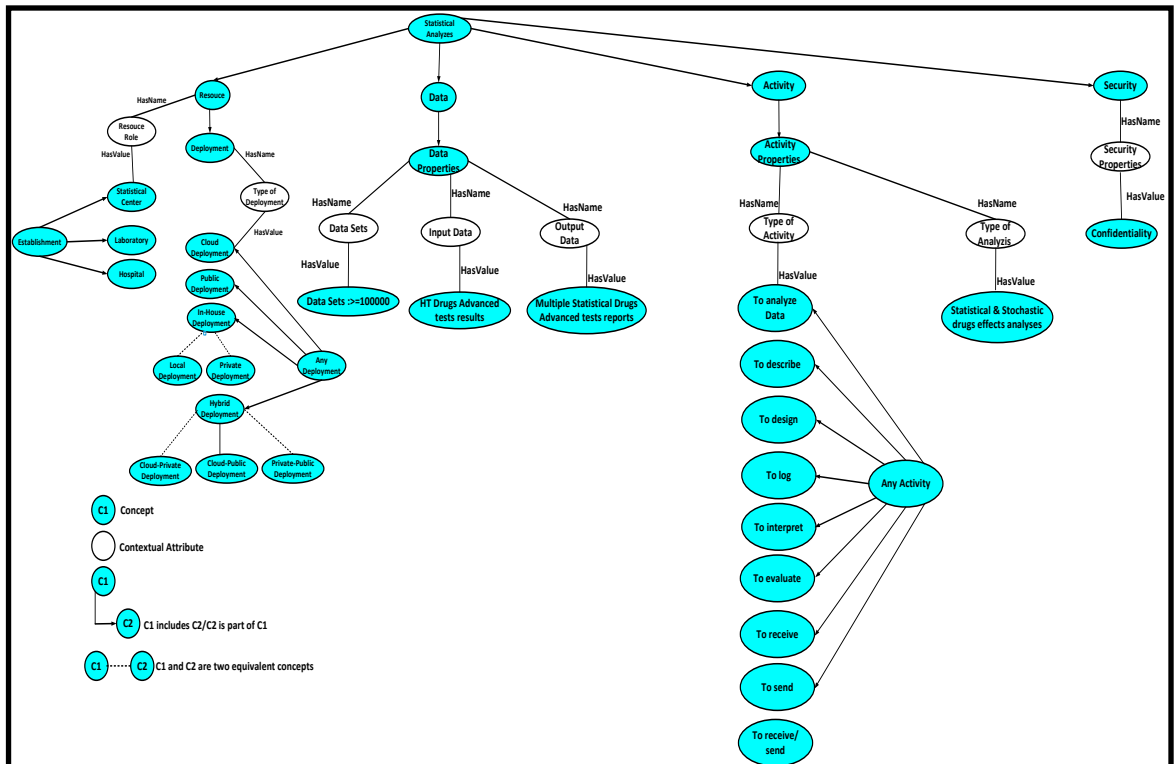 Statistical
Analyzes
Resouce
Data
Activity
Security
HasName
HasName
Resouce
Role
Deployment
HasName
HasValue
Data
Properties
Activity
Properties
Security
Properties
Statistical
Center
Type of
Deployment
HasValue
HasName
HasName
HasName
HasName
HasName
HasValue
Data Sets
Input Data
Output
Data
Type of
Activity
Type of
Analyzis
Confidentiality
Establishment
Laboratory
Hospital
Cloud
Deployment
HasValue
HasValue
HasValue
HasValue
HasValue
Public
Deployment
Data Sets :>=100000
HT Drugs Advanced
tests results
Multiple Statistical Drugs
Advanced tests reports
To analyze
Data
Statistical & Stochastic
drugs effects analyses
In-House
Deployment
Local
Deployment
Private
Deployment
Any
Deployment
To describe
Hybrid
Deployment
To design
Cloud-Private
Deployment
Cloud-Public
Deployment
Private-Public
Deployment
To log
Any Activity
C1 Concept
To interpret
Contextual Attribute
To evaluate
C1
C2 C1 includes C2/C2 is part of C1
To receive
C1 C2 C1 and C2 are two equivalent concepts
To send
To receive/
send